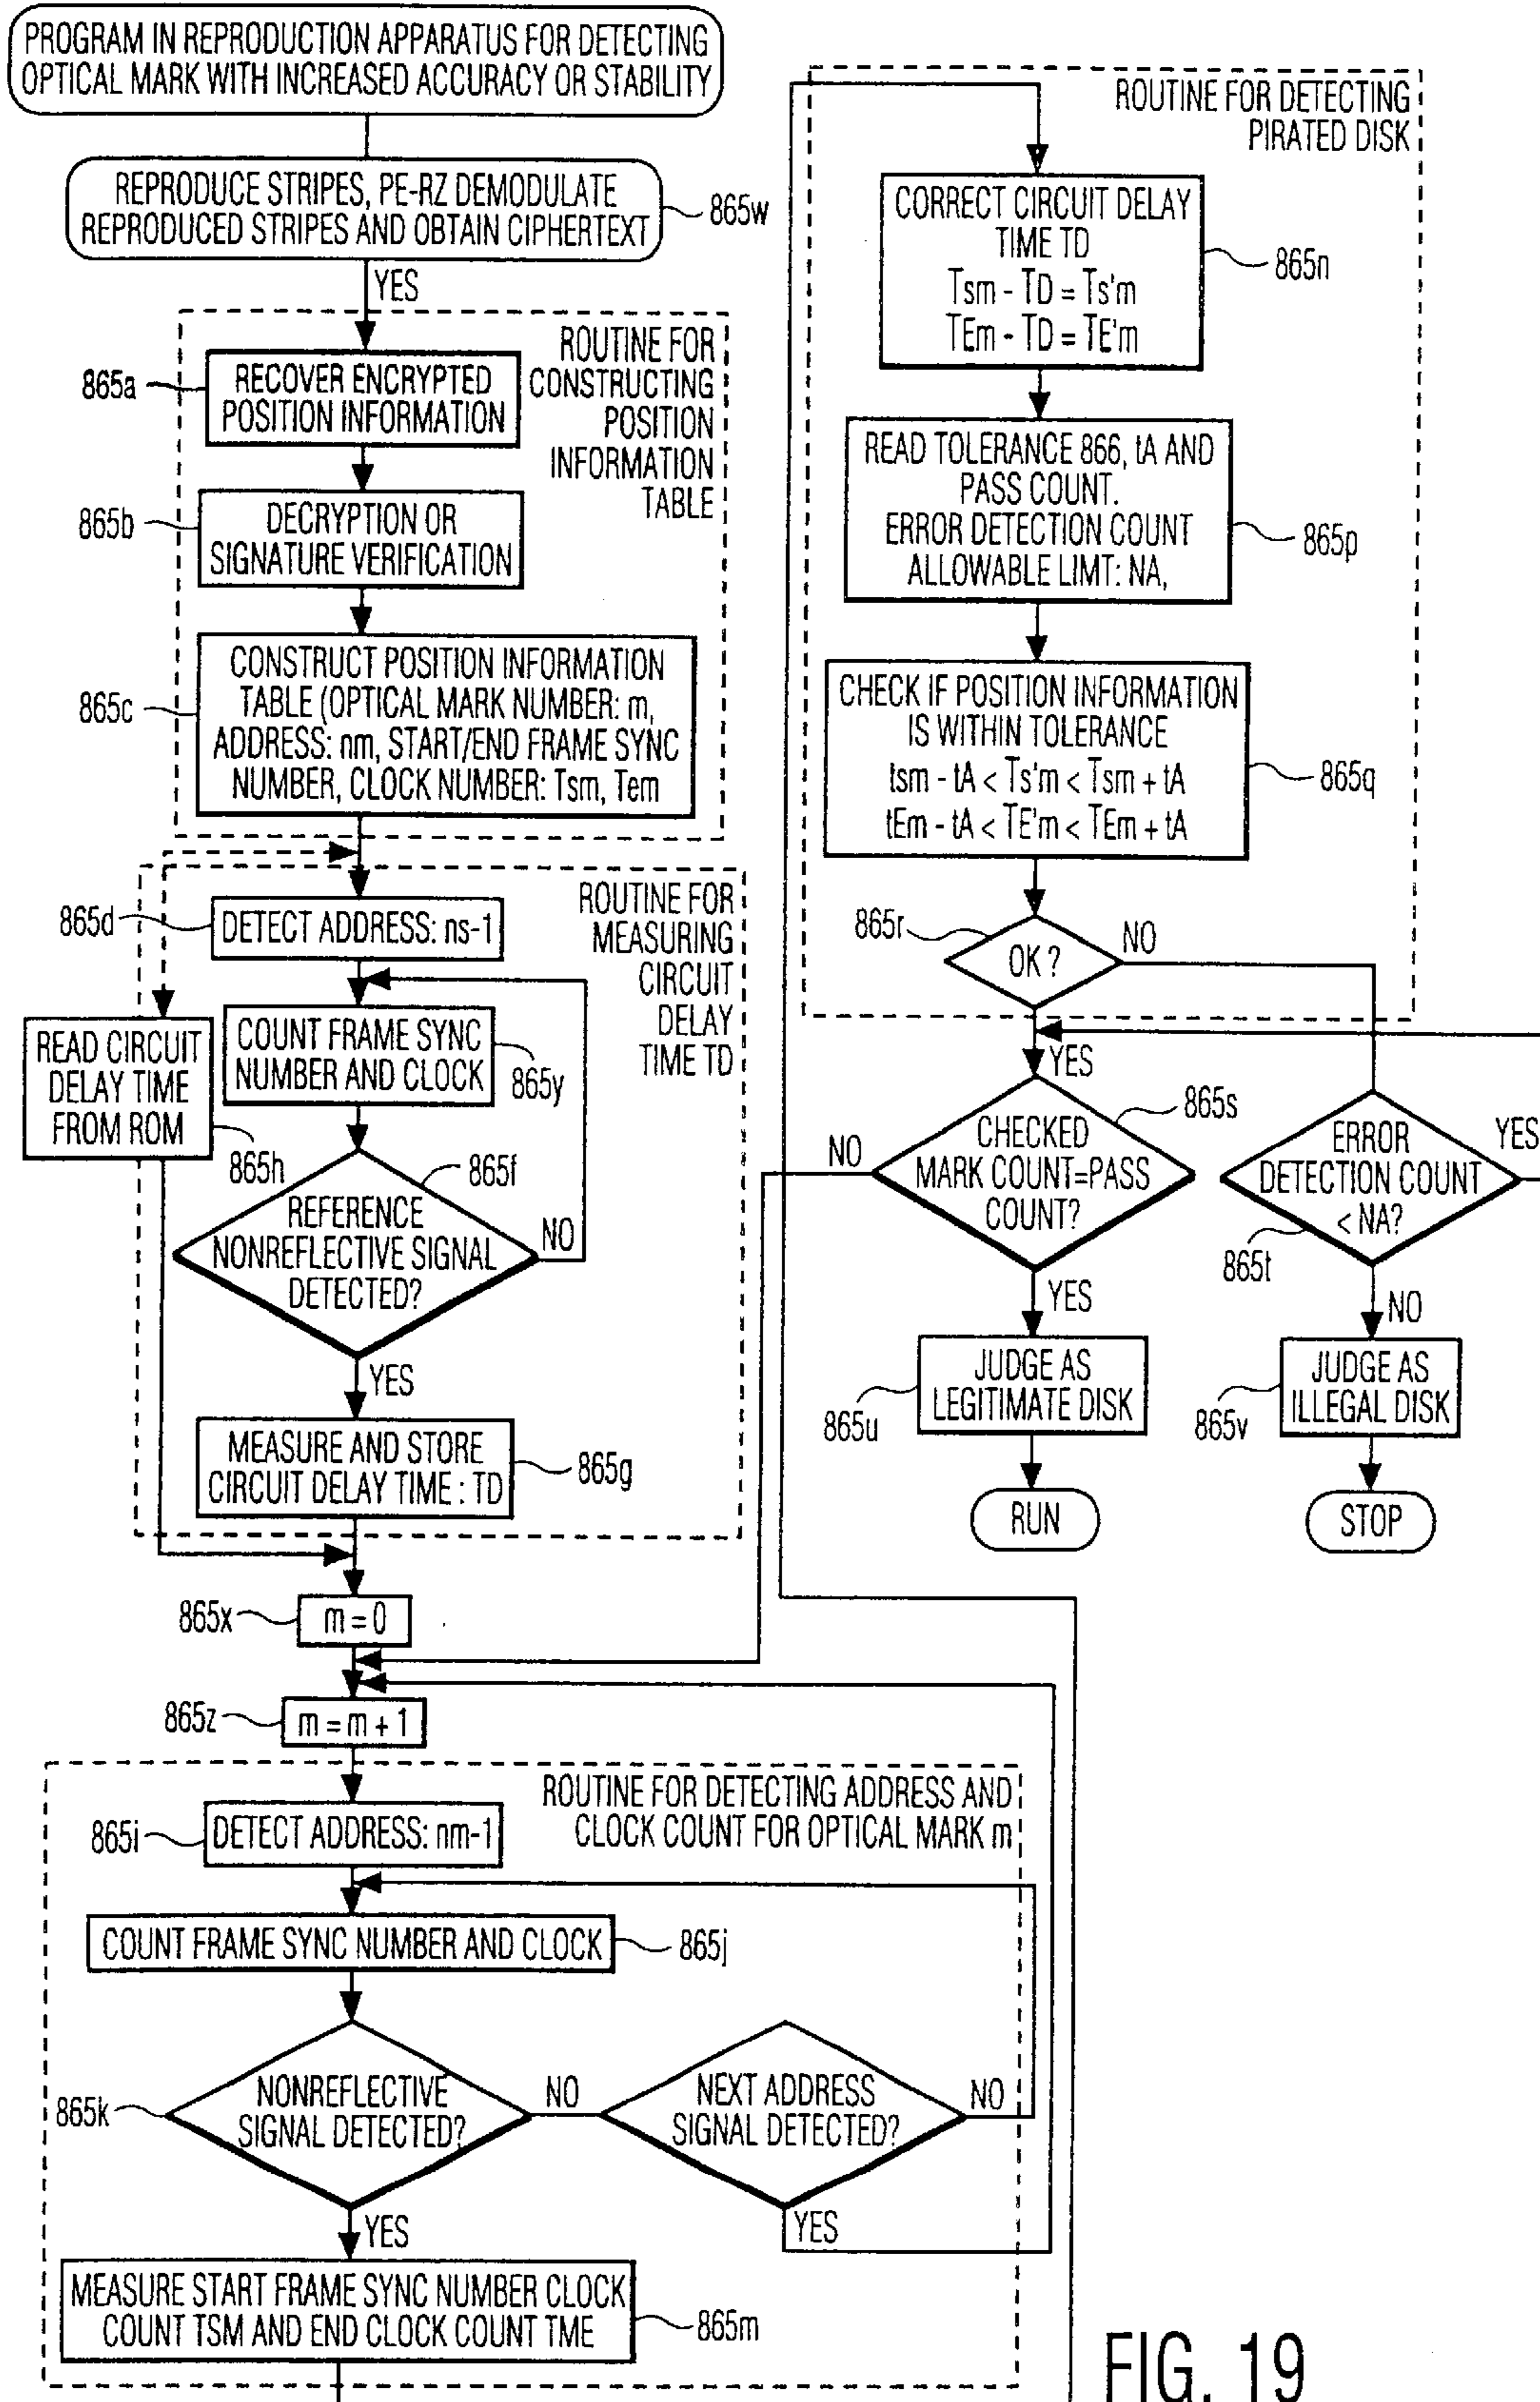 PROGRAM IN REPRODUCTION APPARATUS FOR DETECTING
OPTICAL MARK WITH INCREASED ACCURACY OR STABILITY
REPRODUCE STRIPES, PE-RZ DEMODULATE
REPRODUCED STRIPES AND OBTAIN CIPHERTEXT
865w
YES
ROUTINE FOR
CONSTRUCTING
POSITION
INFORMATION
TABLE
865a
RECOVER ENCRYPTED
POSITION INFORMATION
865b
DECRYPTION OR
SIGNATURE VERIFICATION
865c
CONSTRUCT POSITION INFORMATION
TABLE (OPTICAL MARK NUMBER: m,
ADDRESS: nm, START/END FRAME SYNC
NUMBER, CLOCK NUMBER: Tsm, Tem
ROUTINE FOR
MEASURING
CIRCUIT
DELAY
TIME TD
865d
DETECT ADDRESS: ns-1
COUNT FRAME SYNC
NUMBER AND CLOCK
865y
READ CIRCUIT
DELAY TIME
FROM ROM
865h
865f
REFERENCE
NONREFLECTIVE SIGNAL
DETECTED?
NO
YES
MEASURE AND STORE
CIRCUIT DELAY TIME : TD
865g
865x
m = 0
865z
m = m + 1
ROUTINE FOR DETECTING ADDRESS AND
CLOCK COUNT FOR OPTICAL MARK m
865i
DETECT ADDRESS: nm-1
COUNT FRAME SYNC NUMBER AND CLOCK
865j
865k
NONREFLECTIVE
SIGNAL DETECTED?
NO
NEXT ADDRESS
SIGNAL DETECTED?
NO
YES
YES
MEASURE START FRAME SYNC NUMBER CLOCK
COUNT TSM AND END CLOCK COUNT TME
865m
ROUTINE FOR DETECTING
PIRATED DISK
CORRECT CIRCUIT DELAY
TIME TD
Tsm - TD = Ts'm
TEm - TD = TE'm
865n
READ TOLERANCE 866, tA AND
PASS COUNT.
ERROR DETECTION COUNT
ALLOWABLE LIMT: NA,
865p
CHECK IF POSITION INFORMATION
IS WITHIN TOLERANCE
tsm - tA < Ts'm < Tsm + tA
tEm - tA < TE'm < TEm + tA
865q
865r
OK ?
NO
YES
865s
CHECKED
MARK COUNT=PASS
COUNT?
NO
YES
ERROR
DETECTION COUNT
< NA?
865t
YES
NO
JUDGE AS
LEGITIMATE DISK
865u
JUDGE AS
ILLEGAL DISK
865v
RUN
STOP
FIG. 19